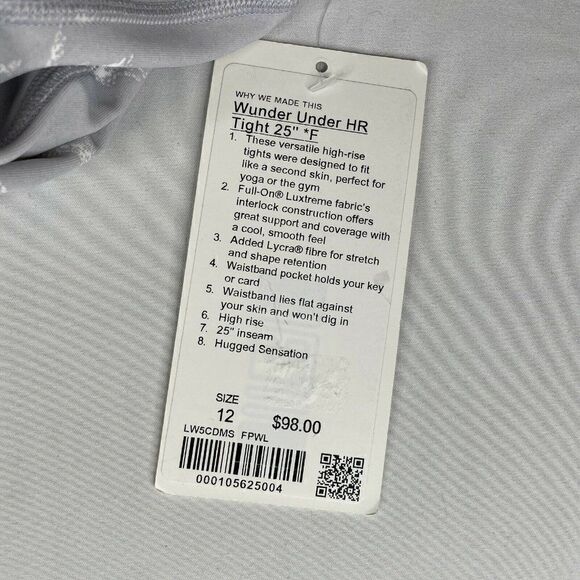 WHY WE MADE THIS
Wunder Under HR
Tight 25" *F
1. These versatile high-rise
tights were designed to fit
like a second skin, perfect for
yoga or the gym
2. Full-On® Luxtreme fabric's
interlock construction offers
great support and coverage with
a cool, smooth feel
3. Added Lycra® fibre for stretch
and shape retention
4. Waistband pocket holds your key
or card
5. Waistband lies flat against
your skin and won't dig in
6. High rise
7. 25" inseam
8. Hugged Sensation
SIZE
12 $98.00
LW5CDMS FPWL
000105625004